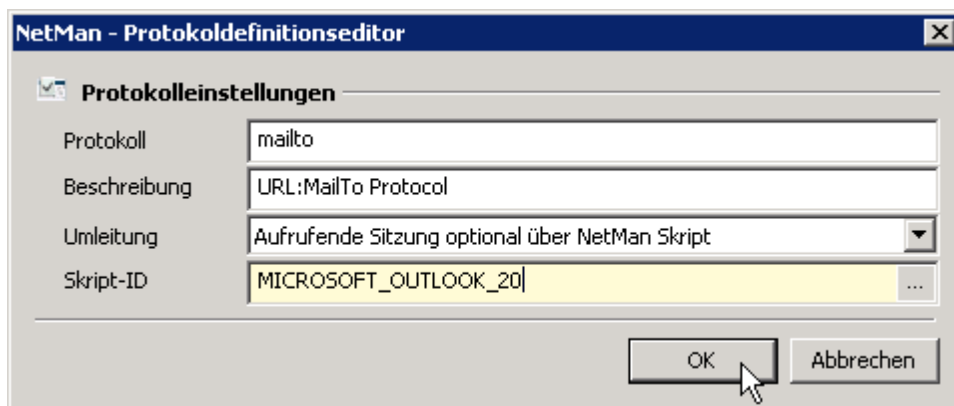 NetMan - Protokoldefinitionseditor
Protokolleinstellungen
Protokoll mailto
Beschreibung URL:MailTo Protocol
Umleitung Aufrufende Sitzung optional über NetMan Skript
Skript-ID MICROSOFT_OUTLOOK_20 ...
OK Abbrechen